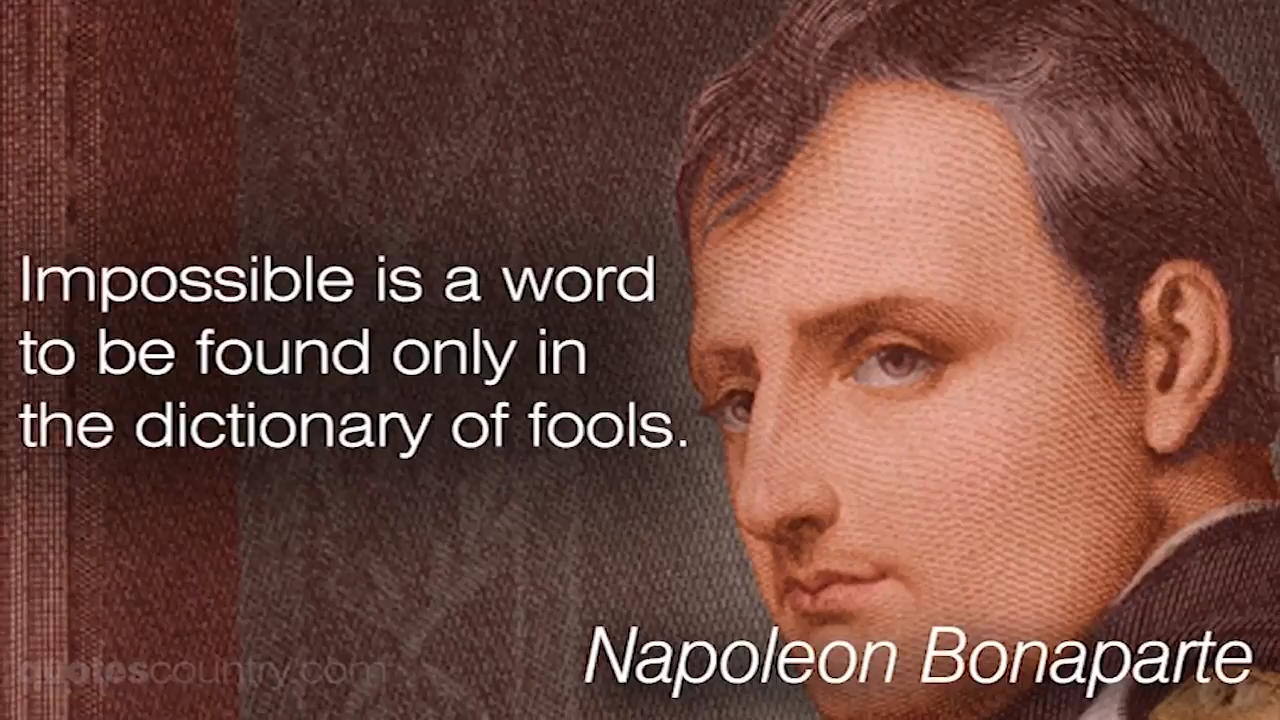 Impossible is a word
to be found only in
the dictionary of fools.
Napoleon Bonaparte
quotescountry.com